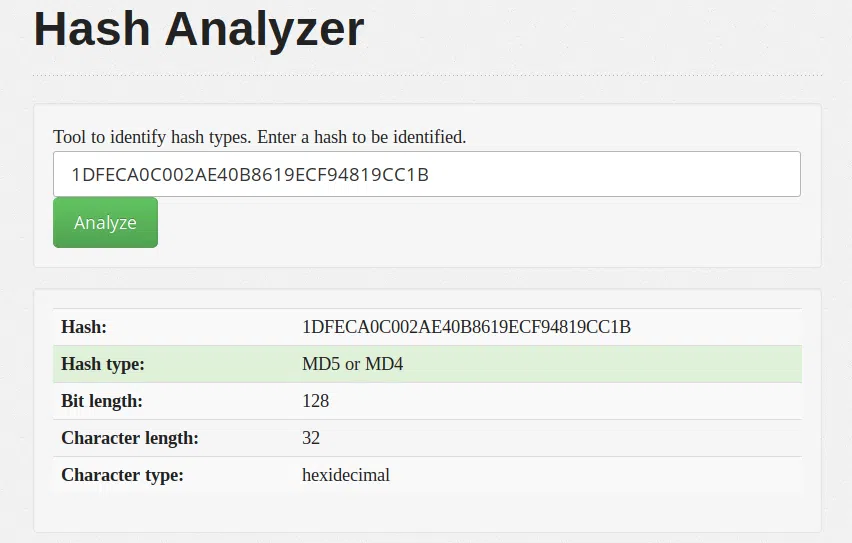 Hash Analyzer
Tool to identify hash types. Enter a hash to be identified.
1DFECA0C002AE40B8619ECF94819CC1B
Analyze
Hash: 1DFECA0C002AE40B8619ECF94819CC1B
Hash type: MD5 or MD4
Bit length: 128
Character length: 32
Character type: hexidecimal